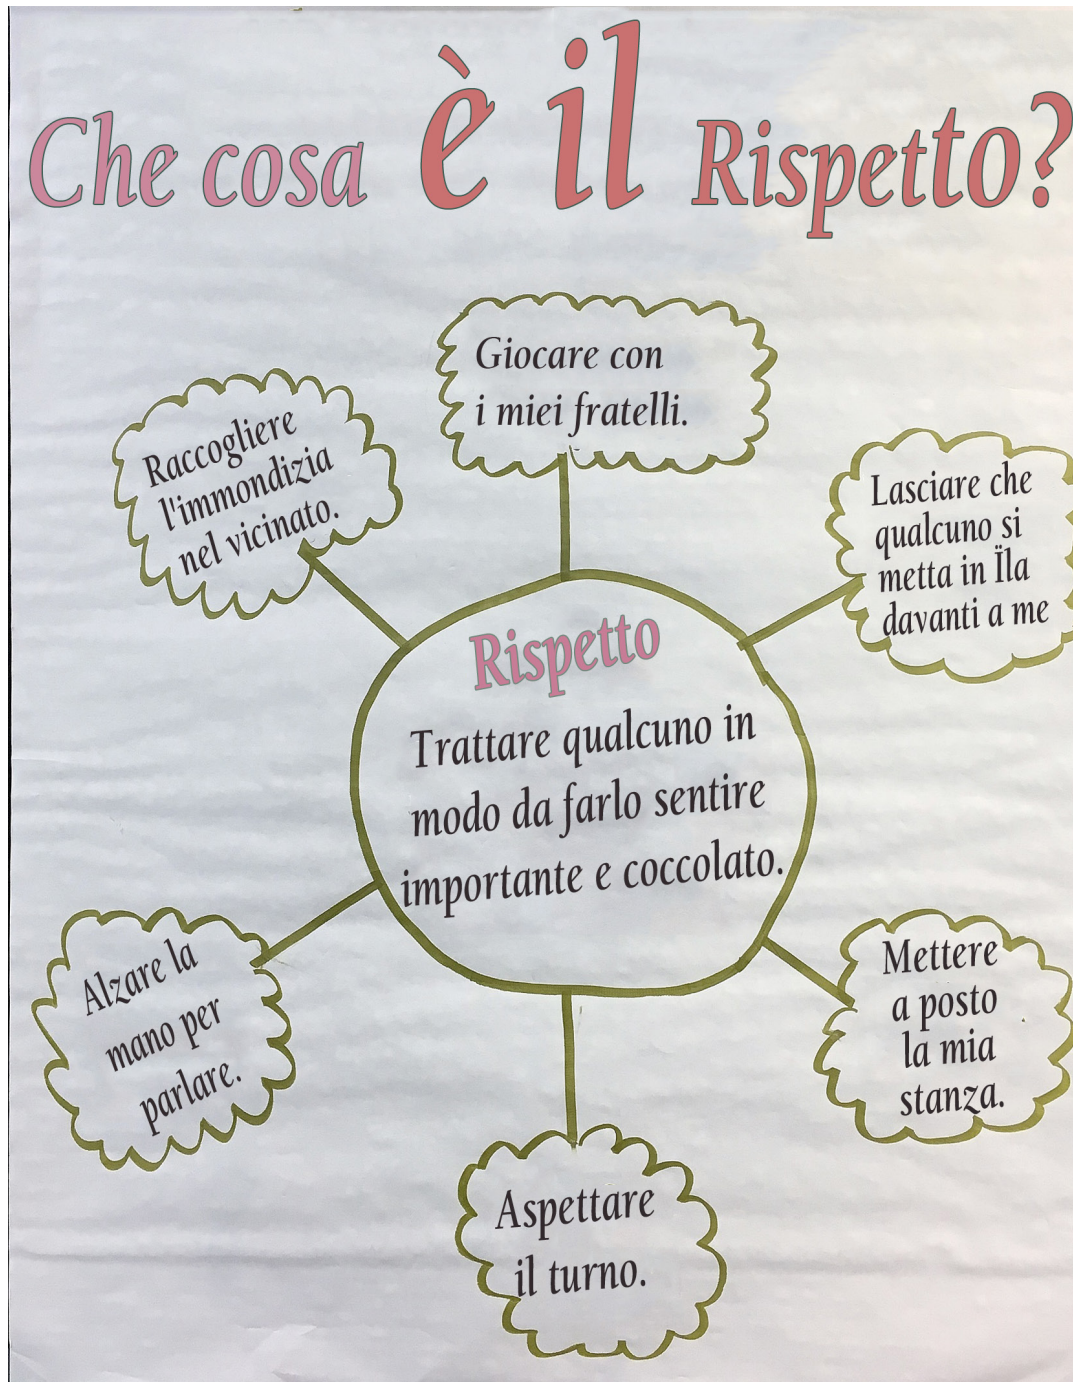 Che cosa è il Rispetto?
Giocare con
i miei fratelli.
Raccogliere
l'immondizia
nel vicinato.
Lasciare che
qualcuno si
metta in Ïla
davanti a me
Rispetto
Trattare qualcuno in
modo da farlo sentire
importante e coccolato.
Alzare la
mano per
parlare.
Mettere
a posto
la mia
stanza.
Aspettare
il turno.